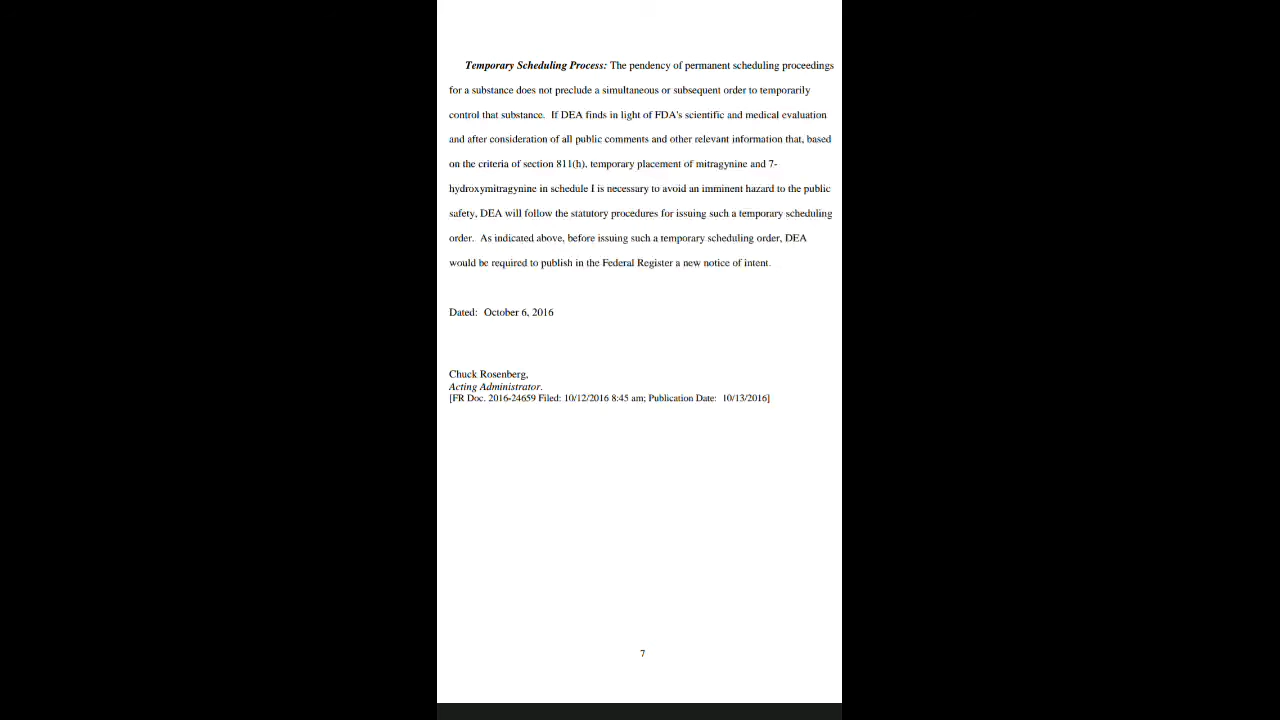 Temporary Scheduling Process: The pendency of permanent scheduling proceedings
for a substance does not preclude a simultaneous or subsequent order to temporarily
control that substance.  If DEA finds in light of FDA's scientific and medical evaluation
and after consideration of all public comments and other relevant information that, based
on the criteria of section 811(h), temporary placement of mitragynine and 7-
hydroxymitragynine in schedule I is necessary to avoid an imminent hazard to the public
safety, DEA will follow the statutory procedures for issuing such a temporary scheduling
order.  As indicated above, before issuing such a temporary scheduling order, DEA
would be required to publish in the Federal Register a new notice of intent.
Dated:  October 6, 2016
Chuck Rosenberg,
Acting Administrator.
[FR Doc. 2016-24659 Filed: 10/12/2016 8:45 am; Publication Date:  10/13/2016]
7